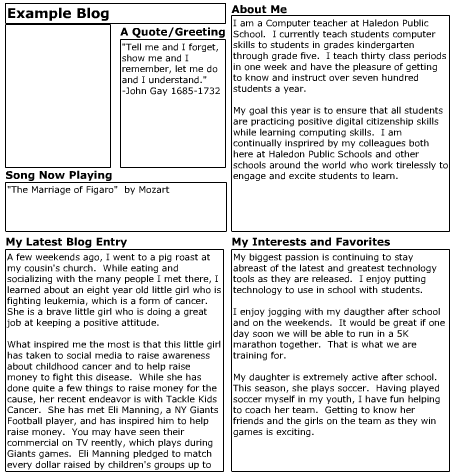 Example Blog
A Quote/Greeting
"Tell me and I forget,
show me and I
remember, let me do
and I understand."
-John Gay 1685-1732
Song Now Playing
"The Marriage of Figaro"  by Mozart
About Me
I am a Computer teacher at Haledon Public
School.  I currently teach students computer
skills to students in grades kindergarten
through grade five.  I teach thirty class periods
in one week and have the pleasure of getting
to know and instruct over seven hundred
students a year.
My goal this year is to ensure that all students
are practicing positive digital citizenship skills
while learning computing skills.  I am
continually inspired by my colleagues both
here at Haledon Public Schools and other
schools around the world who work tirelessly to
engage and excite students to learn.
My Latest Blog Entry
A few weekends ago, I went to a pig roast at
my cousin's church.  While eating and
socializing with the many people I met there, I
learned about an eight year old little girl who is
fighting leukemia, which is a form of cancer.
She is a brave little girl who is doing a great
job at keeping a positive attitude.
What inspired me the most is that this little girl
has taken to social media to raise awareness
about childhood cancer and to help raise
money to fight this disease.  While she has
done quite a few things to raise money for the
cause, her recent endeavor is with Tackle Kids
Cancer.  She has met Eli Manning, a NY Giants
Football player, and has inspired him to help
raise money.  You may have seen their
commercial on TV reently, which plays during
Giants games.  Eli Manning pledged to match
every dollar raised by children's groups up to
My Interests and Favorites
My biggest passion is continuing to stay
abreast of the latest and greatest technology
tools as they are released.  I enjoy putting
technology to use in school with students.
I enjoy jogging with my daugther after school
and on the weekends.  It would be great if one
day soon we will be able to run in a 5K
marathon together.  That is what we are
training for.
My daughter is extremely active after school.
This season, she plays soccer.  Having played
soccer myself in my youth, I have fun helping
to coach her team.  Getting to know her
friends and the girls on the team as they win
games is exciting.